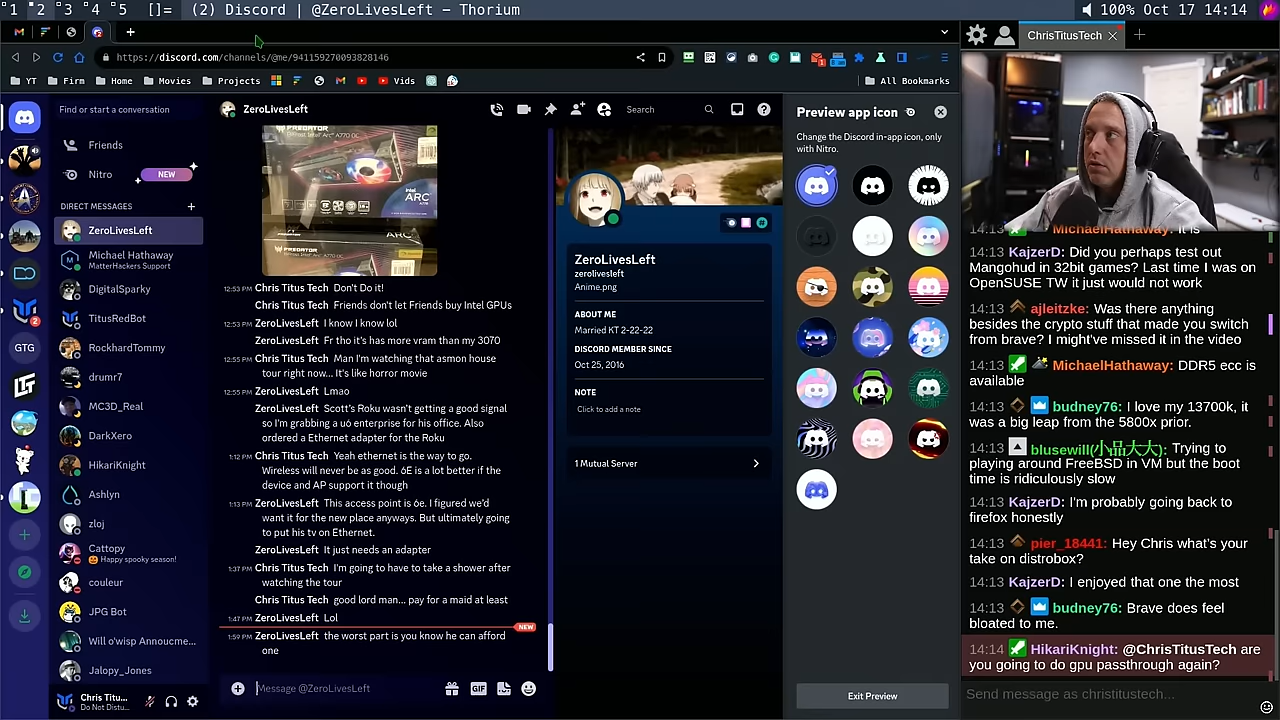 1 2 3 4 5 []= (2) Discord | @ZeroLivesLeft – Thorium 100% Oct 17 14:14
https://discord.com/channels/@me/941159270093828146
YT Firm Home Movies Projects Vids All Bookmarks
Find or start a conversation
Friends
Nitro NEW
DIRECT MESSAGES
ZeroLivesLeft
Michael Hathaway
MatterHackers Support
DigitalSparky
TitusRedBot
RockhardTommy
drumr7
MC3D_Real
DarkXero
HikariKnight
Ashlyn
zloj
Cattopy
Happy spooky season!
couleur
JPG Bot
Will o'wisp Annoucme...
Jalopy_Jones
Chris Titu...
Do Not Distu...
GTG
2
ZeroLivesLeft
Search
PREDATOR
intel
ARC
12:53 PM Chris Titus Tech Don't Do it!
Chris Titus Tech Friends don't let Friends buy Intel GPUs
12:53 PM ZeroLivesLeft I know I know lol
ZeroLivesLeft Fr tho it's has more vram than my 3070
12:55 PM Chris Titus Tech Man I'm watching that asmon house
tour right now... It's like horror movie
12:55 PM ZeroLivesLeft Lmao
ZeroLivesLeft Scott's Roku wasn't getting a good signal
so I'm grabbing a u6 enterprise for his office. Also
ordered a Ethernet adapter for the Roku
1:12 PM Chris Titus Tech Yeah ethernet is the way to go.
Wireless will never be as good. 6E is a lot better if the
device and AP support it though
1:13 PM ZeroLivesLeft This access point is 6e. I figured we'd
want it for the new place anyways. But ultimately going
to put his tv on Ethernet.
ZeroLivesLeft It just needs an adapter
1:37 PM Chris Titus Tech I'm going to have to take a shower after
watching the tour
Chris Titus Tech good lord man... pay for a maid at least
1:47 PM ZeroLivesLeft Lol
NEW
1:59 PM ZeroLivesLeft the worst part is you know he can afford
one
Message @ZeroLivesLeft
GIF
ZeroLivesLeft
zerolivesleft
Anime.png
ABOUT ME
Married KT 2-22-22
DISCORD MEMBER SINCE
Oct 25, 2016
NOTE
Click to add a note
1 Mutual Server
Preview app icon
Change the Discord in-app icon, only
with Nitro.
Exit Preview
ChrisTitusTech
14:13 MichaelHathaway: It is
14:13 KajzerD: Did you perhaps test out
Mangohud in 32bit games? Last time I was on
OpenSUSE TW it just would not work
14:13 ajleitzke: Was there anything
besides the crypto stuff that made you switch
from brave? I might've missed it in the video
14:13 MichaelHathaway: DDR5 ecc is
available
14:13 budney76: I love my 13700k, it
was a big leap from the 5800x prior.
14:13 blusewill(小品大大): Trying to
playing around FreeBSD in VM but the boot
time is ridiculously slow
14:13 KajzerD: I'm probably going back to
firefox honestly
14:13 pier_18441: Hey Chris what's your
take on distrobox?
14:13 KajzerD: I enjoyed that one the most
14:13 budney76: Brave does feel
bloated to me.
14:14 HikariKnight: @ChrisTitusTech are
you going to do gpu passthrough again?
Send message as christitustech...